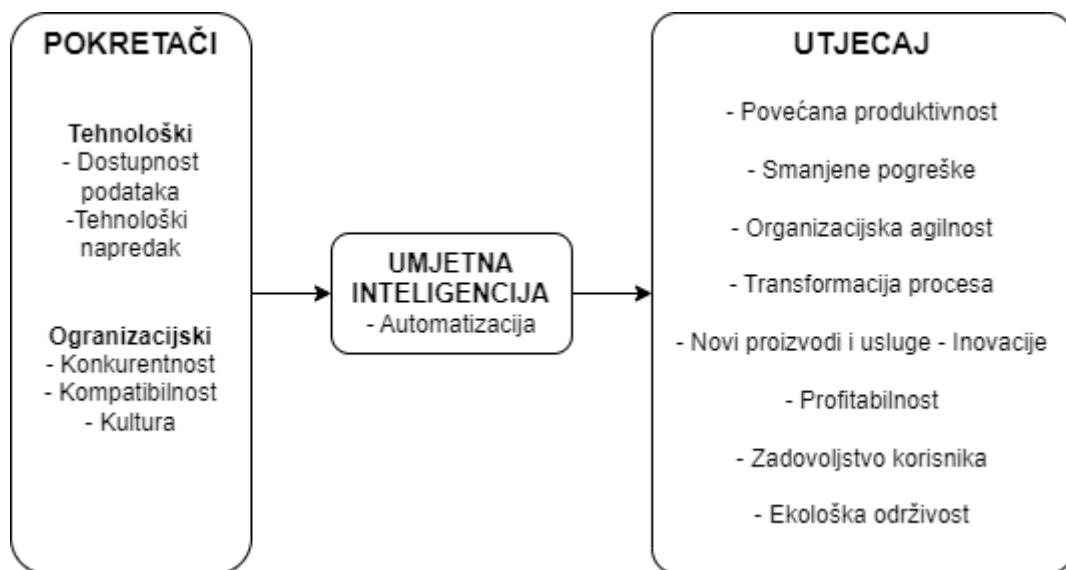 POKRETAČI
Tehnološki
- Dostupnost
podataka
-Tehnološki
napredak
Ogranizacijski
- Konkurentnost
- Kompatibilnost
- Kultura
UMJETNA
INTELIGENCIJA
- Automatizacija
UTJECAJ
- Povećana produktivnost
- Smanjene pogreške
- Organizacijska agilnost
- Transformacija procesa
- Novi proizvodi i usluge - Inovacije
- Profitabilnost
- Zadovoljstvo korisnika
- Ekološka održivost